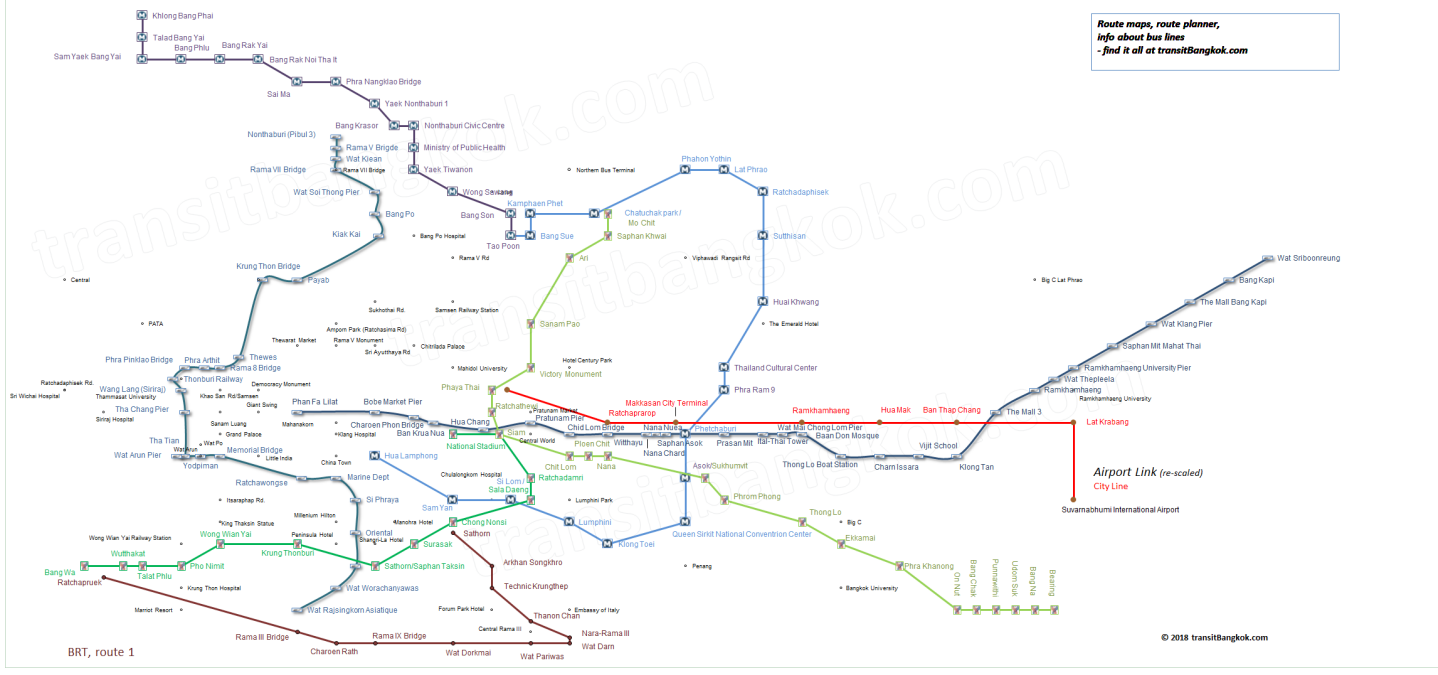 Khlong Bang Phai
Talad Bang Yai
Bang Phlu
Bang Rak Yai
Sam Yaek Bang Yai
Bang Rak Noi Tha It
Sai Ma
Phra Nangklao Bridge
Yaek Nonthaburi 1
Bang Krasor
Nonthaburi Civic Centre
Nonthaburi (Pibul 3)
Rama V Brigde
Ministry of Public Health
Wat Kiean
Rama VII Bridge
Rama VII Bridge
Yaek Tiwanon
Wat Soi Thong Pier
Wong Sawang
Bang Po
Bang Son
Kiak Kai
Bang Po Hospital
Tao Poon
Kamphaen Phet
Bang Sue
Northern Bus Terminal
Phahon Yothin
Lat Phrao
Ratchadaphisek
Chatuchak park /
Mo Chit
Saphan Khwai
Sutthisan
Ari
Rama V Rd
Viphawadi Rangsit Rd.
Krung Thon Bridge
Payab
Central
Big C Lat Phrao
Huai Khwang
Sukhothai Rd.
Samsen Railway Station
The Emerald Hotel
PATA
Amporn Park (Ratchasima Rd)
Sanam Pao
Thewarat Market
Rama V Monument
Sri Ayutthaya Rd
Chitrilada Palace
Thewes
Phra Pinklao Bridge
Phra Arthit
Rama 8 Bridge
Mahidol University
Victory Monument
Hotel Century Park
Thailand Cultural Center
Thonburi Railway
Ratchadaphisek Rd.
Sri Wichai Hospital
Wang Lang (Siriraj)
Thammasat University
Democracy Monument
Khao San Rd/Samsen
Phaya Thai
Phra Ram 9
Phan Fa Lilat
Bobe Market Pier
Ratchathewi
Pratunam Market
Pratunam Pier
Makkasan City Terminal
Ratchaprarop
Ramkhamhaeng
Hua Mak
Ban Thap Chang
Lat Krabang
Tha Chang Pier
Siriraj Hospital
Giant Swing
Sanam Luang
Mahanakorn
Charoen Phon Bridge
Hua Chang
Ban Krua Nua
Klong Hospital
Grand Palace
Siam
Central World
National Stadium
Chid Lom Bridge
Ploen Chit
Witthayu
Nana Nuea
Saphan Asok
Nana Chard
Phetchaburi
Prasan Mit
Ital-Thai Tower
Wat Mai Chong Lom Pier
Baan Don Mosque
Thong Lo Boat Station
Charn Issara
Vijit School
Klong Tan
The Mall 3
Ramkhamhaeng
Ramkhamhaeng University
Wat Thepleela
Ramkhamhaeng University Pier
Saphan Mit Mahat Thai
Wat Klang Pier
The Mall Bang Kapi
Bang Kapi
Wat Sriboonreung
Tha Tian
Wat Po
Wat Arun
Wat Arun Pier
Yodpiman
Memorial Bridge
Little India
China Town
Hua Lamphong
Chulalongkorn Hospital
Chit Lom
Nana
Asok/Sukhumvit
Ratchawongse
Marine Dept
Ratchadamri
Si Lom /
Sala Daeng
Itsaraphap Rd.
Si Phraya
Sam Yan
Lumphini Park
Phrom Phong
Millenium Hilton
King Thaksin Statue
Manohra Hotel
Chong Nonsi
Lumphini
Thong Lo
Big C
Wong Wian Yai
Wong Wian Yai Railway Station
Peninsula Hotel
Oriental
Shangri-La Hotel
Sathorn
Surasak
Klong Toei
Queen Sirkit National Convention Center
Ekkamai
Wutthakat
Krung Thonburi
Bang Wa
Talat Phlu
Pho Nimit
Sathorn/Saphan Taksin
Arkhan Songkhro
Penang
Phra Khanong
Ratchapruek
Krung Thon Hospital
Wat Worachanyawas
Technic Krungthep
Bangkok University
On Nut
Bang Chak
Punnawithi
Udom Suk
Bang Na
Bearing
Marriot Resort
Wat Rajsingkorn Asiatique
Forum Park Hotel
Thanon Chan
Embassy of Italy
Central Rama III
Nara-Rama III
Rama III Bridge
Rama IX Bridge
Charoen Rath
Wat Dorkmai
Wat Pariwas
Wat Dam
BRT, route 1
Airport Link (re-scaled)
City Line
Suvarnabhumi International Airport
Route maps, route planner,
info about bus lines
- find it all at transitBangkok.com
© 2018 transitBangkok.com
transitbangkok.com
transitbangkok.com
transitbangkok.com